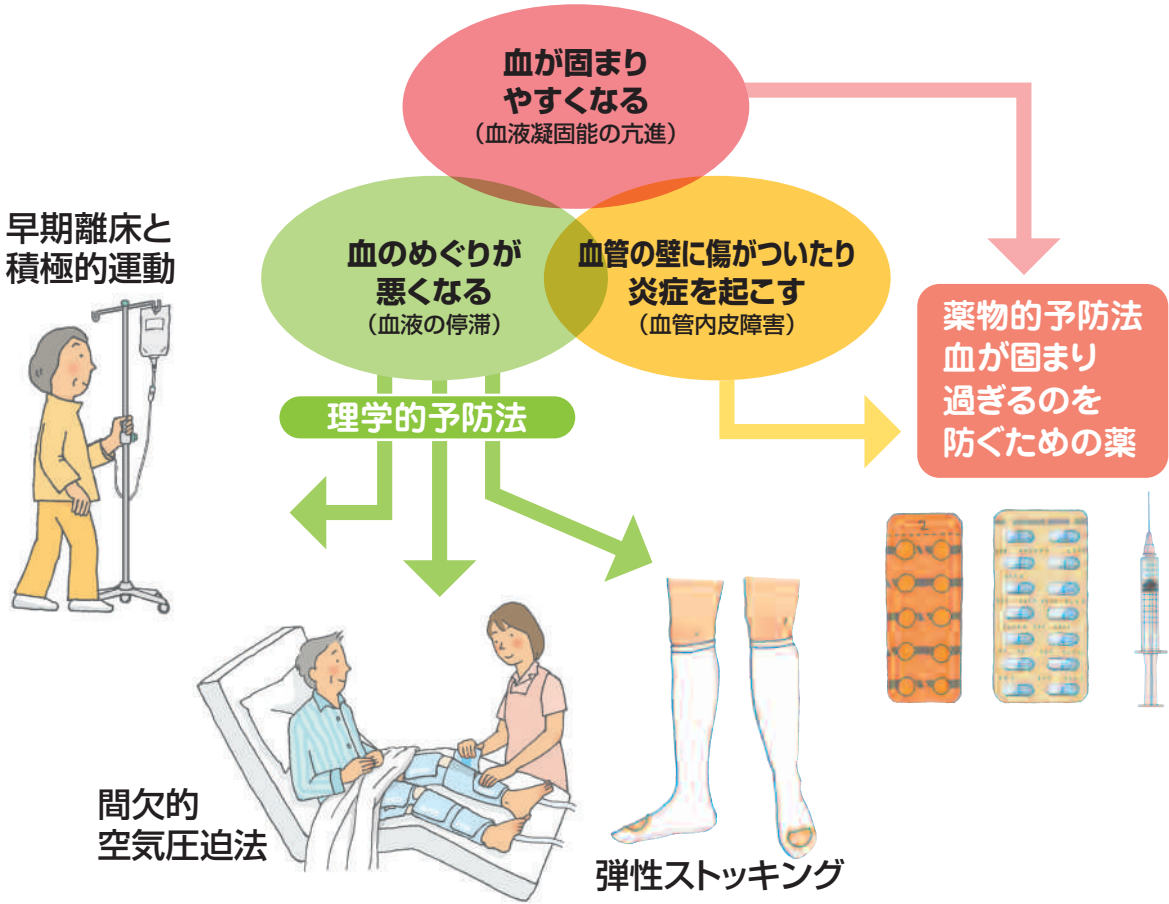 血が固まり
やすくなる
(血液凝固能の亢進)
血のめぐりが
悪くなる
(血液の停滞)
血管の壁に傷がついたり
炎症を起こす
(血管内皮障害)
早期離床と
積極的運動
理学的予防法
薬物的予防法
血が固まり
過ぎるのを
防ぐための薬
間欠的
空気圧迫法
弾性ストッキング